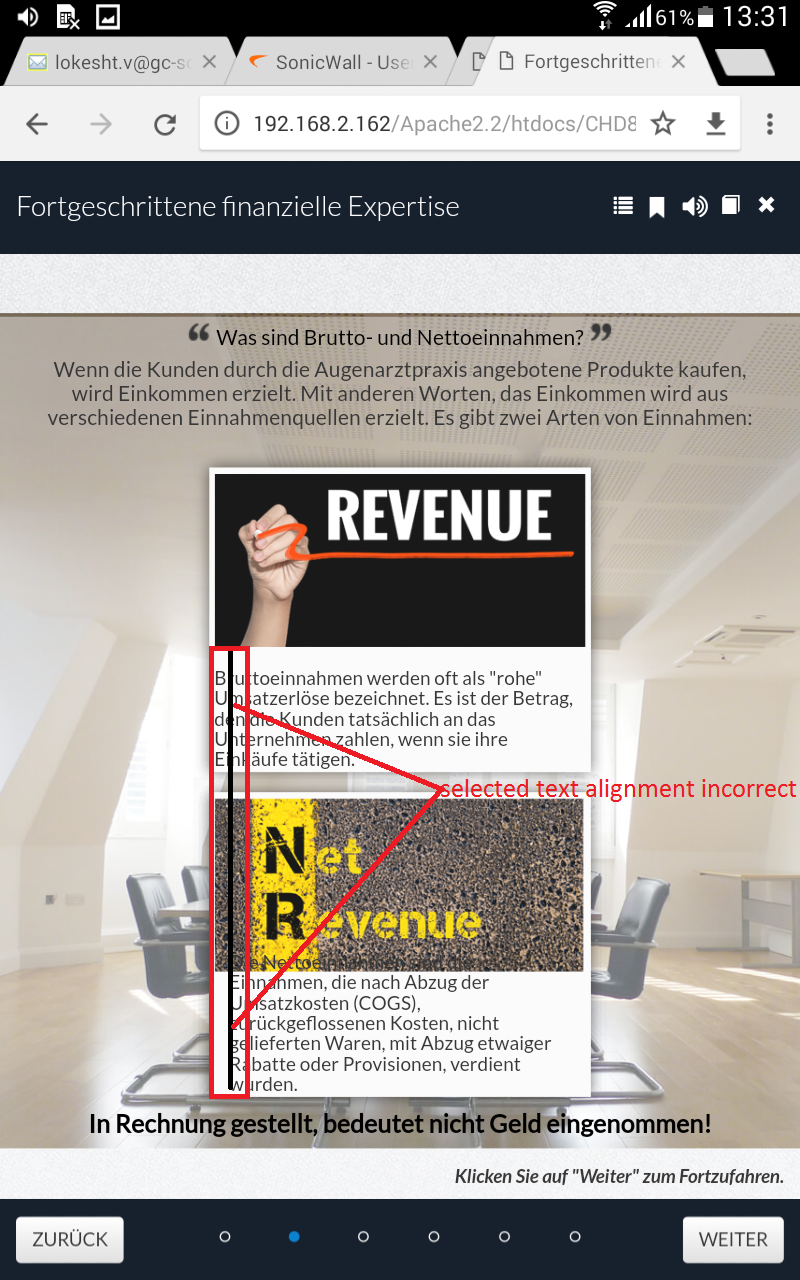 61% 13:31
lokesht.v@gc-so
SonicWall - User
Fortgeschrittene
192.168.2.162/Apache2.2/htdocs/CHD8
Fortgeschrittene finanzielle Expertise
“ Was sind Brutto- und Nettoeinnahmen? ”
Wenn die Kunden durch die Augenarztpraxis angebotene Produkte kaufen,
wird Einkommen erzielt. Mit anderen Worten, das Einkommen wird aus
verschiedenen Einnahmenquellen erzielt. Es gibt zwei Arten von Einnahmen:
REVENUE
Bruttoeinnahmen werden oft als "rohe"
Umsatzerlöse bezeichnet. Es ist der Betrag,
den die Kunden tatsächlich an das
Unternehmen zahlen, wenn sie ihre
Einkäufe tätigen.
selected text alignment incorrect
Net
Revenue
Die Nettoeinnahmen sind die
Einnahmen, die nach Abzug der
Umsatzkosten (COGS),
zurückgeflossenen Kosten, nicht
gelieferten Waren, mit Abzug etwaiger
Rabatte oder Provisionen, verdient
wurden.
In Rechnung gestellt, bedeutet nicht Geld eingenommen!
Klicken Sie auf "Weiter" zum Fortzufahren.
ZURÜCK
WEITER